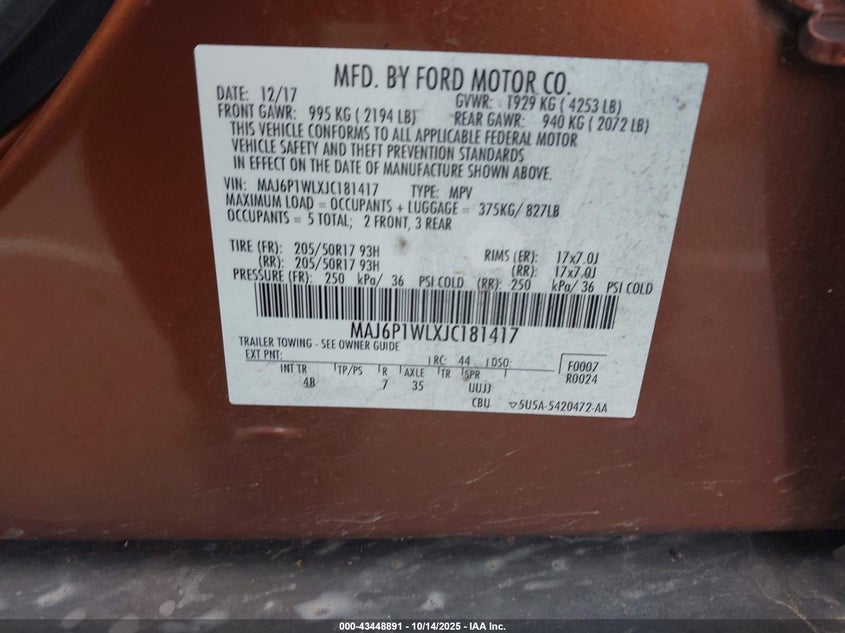 MFD. BY FORD MOTOR CO.
DATE: 12/17 GVWR: 1929 KG ( 4253 LB)
FRONT GAWR: 995 KG ( 2194 LB) REAR GAWR: 940 KG ( 2072 LB)
THIS VEHICLE CONFORMS TO ALL APPLICABLE FEDERAL MOTOR
VEHICLE SAFETY AND THEFT PREVENTION STANDARDS
IN EFFECT ON THE DATE OF MANUFACTURE SHOWN ABOVE.
VIN: MAJ6P1WLXJC181417 TYPE: MPV
MAXIMUM LOAD = OCCUPANTS + LUGGAGE = 375KG/ 827LB
OCCUPANTS = 5 TOTAL; 2 FRONT, 3 REAR
TIRE (FR): 205/50R17 93H RIMS (FR): 17x7.0J
(RR): 205/50R17 93H (RR): 17x7.0J
PRESSURE (FR): 250 kPa/ 36 PSI COLD (RR): 250 kPa/ 36 PSI COLD
MAJ6P1WLXJC181417
TRAILER TOWING - SEE OWNER GUIDE
EXT PNT: RC: 44 DSO: F0007
INT TR TP/PS R AXLE TR SPR R0024
4B 7 35 UUJJ
CBU 5U5A-5420472-AA
000-43448891 - 10/14/2025 - IAA Inc.